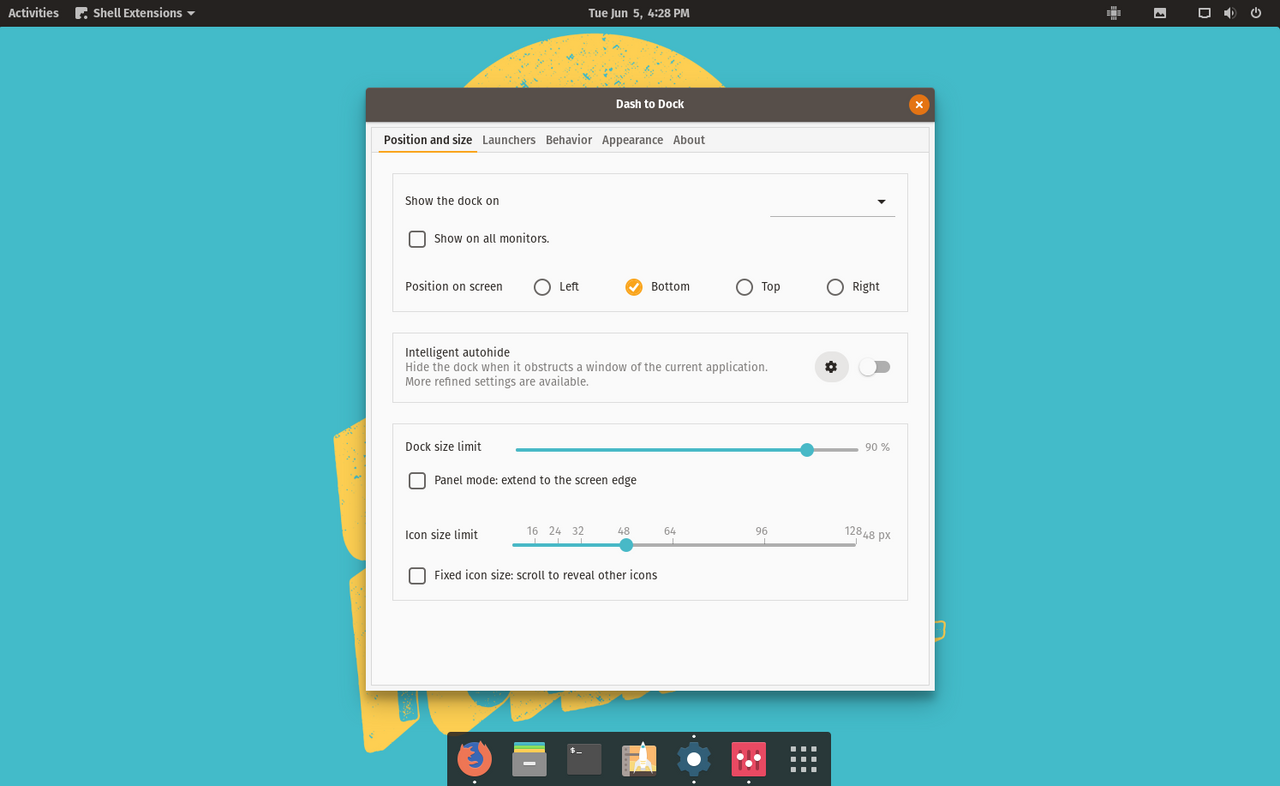 Activities Shell Extensions Tue Jun 5, 4:28 PM
Dash to Dock
Position and size Launchers Behavior Appearance About
Show the dock on
Show on all monitors.
Position on screen Left Bottom Top Right
Intelligent autohide
Hide the dock when it obstructs a window of the current application.
More refined settings are available.
Dock size limit 90 %
Panel mode: extend to the screen edge
16 24 32 48 64 96 128
Icon size limit 48 px
Fixed icon size: scroll to reveal other icons
$_